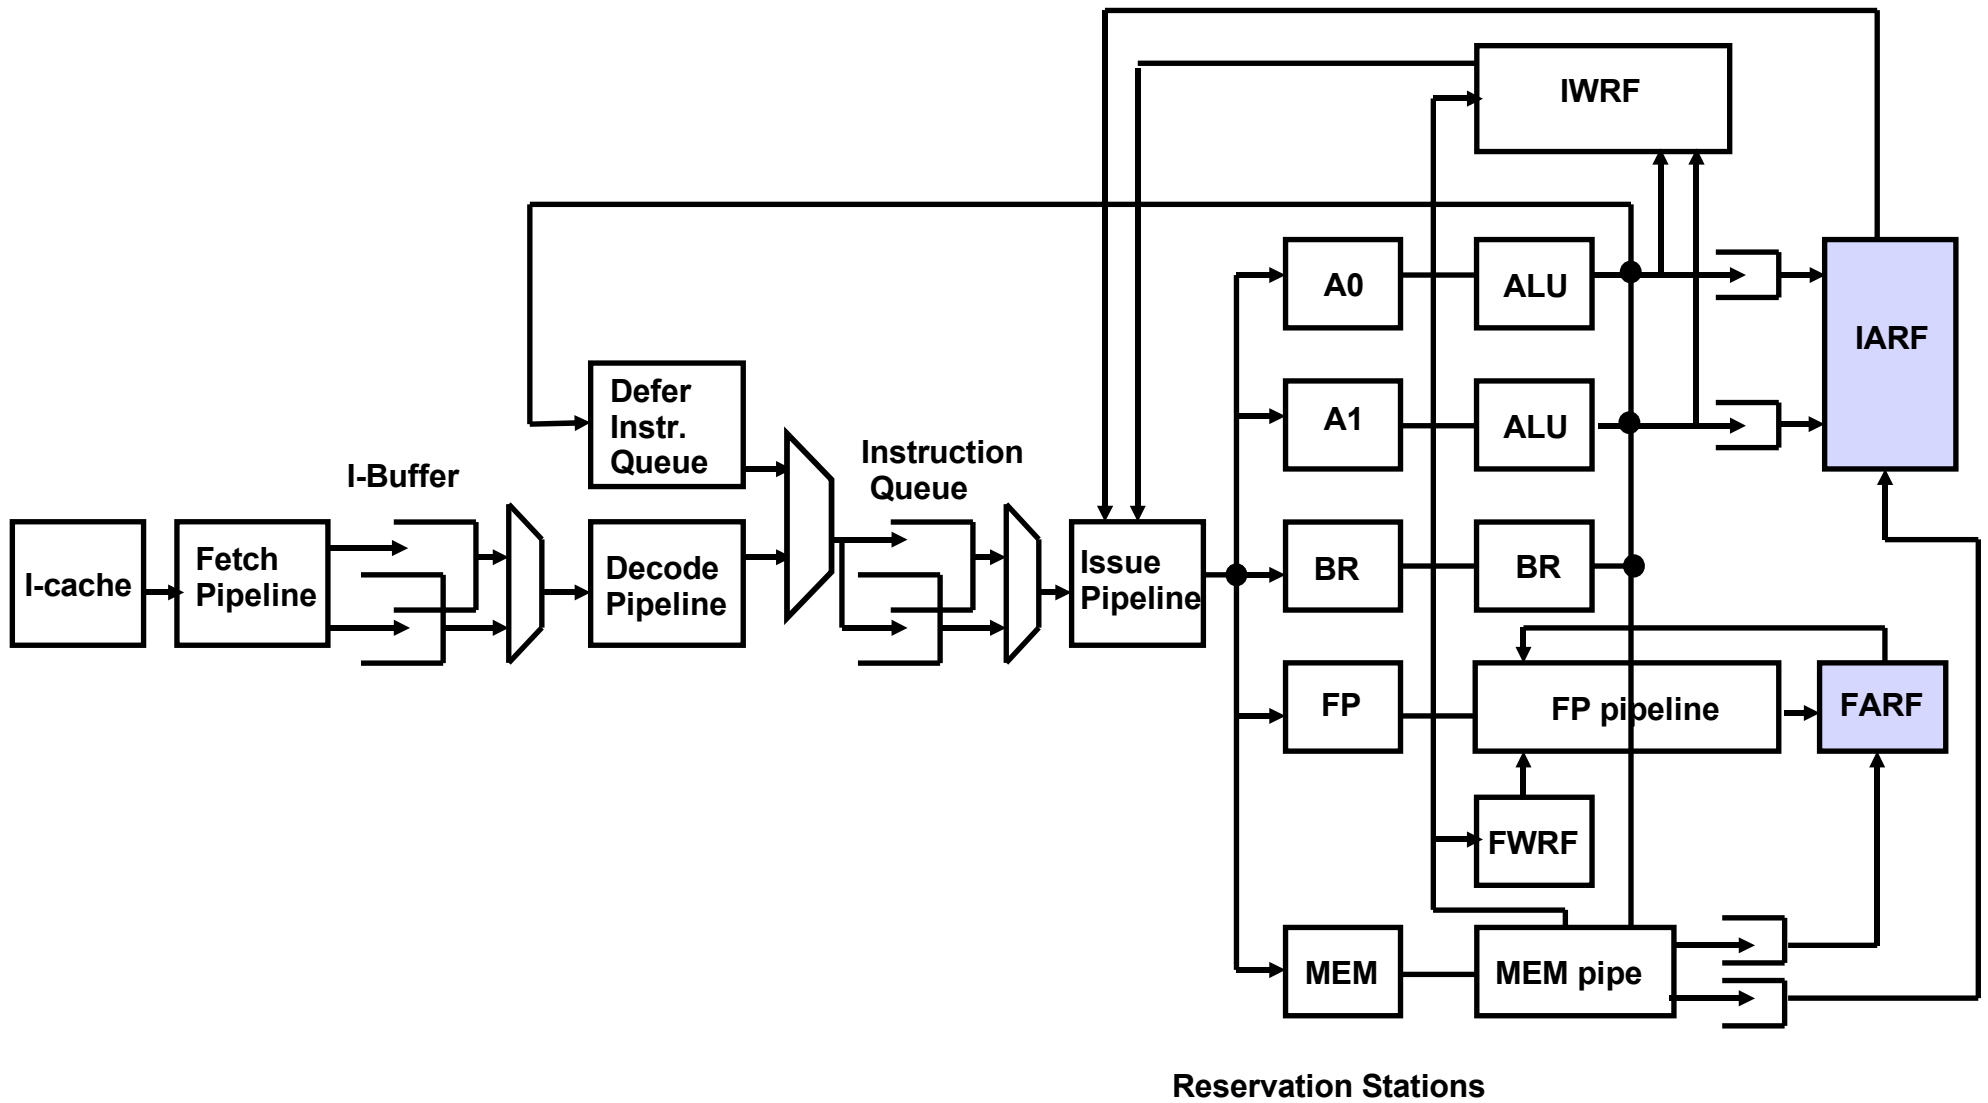 IWRF
A0
ALU
IARF
Defer
Instr.
Queue
A1
ALU
I-Buffer
Instruction
Queue
I-cache
Fetch
Pipeline
Decode
Pipeline
Issue
Pipeline
BR
BR
FP
FP pipeline
FARF
FWRF
MEM
MEM pipe
Reservation Stations